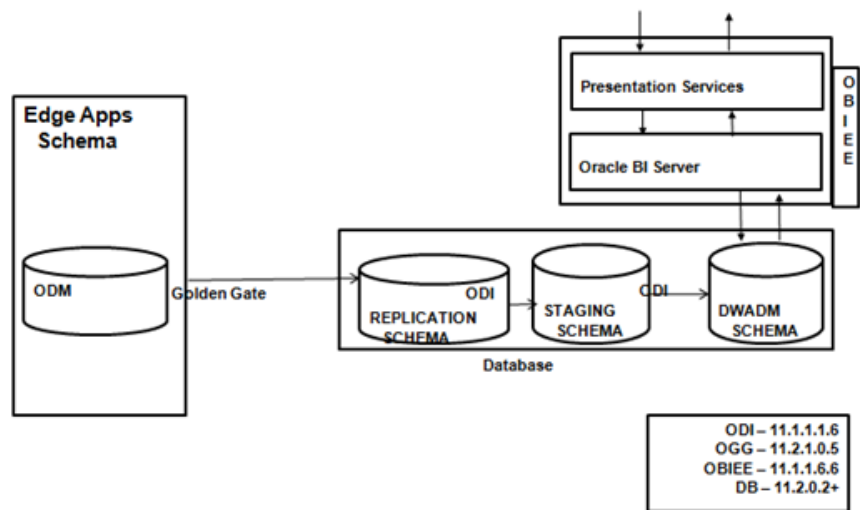 Presentation Services
Oracle BI Server
OBIEE
Edge Apps
Schema
ODM
Golden Gate
REPLICATION
SCHEMA
ODI
STAGING
SCHEMA
ODI
DWADM
SCHEMA
Database
ODI – 11.1.1.1.6
OGG – 11.2.1.0.5
OBIEE – 11.1.1.6.6
DB – 11.2.0.2+